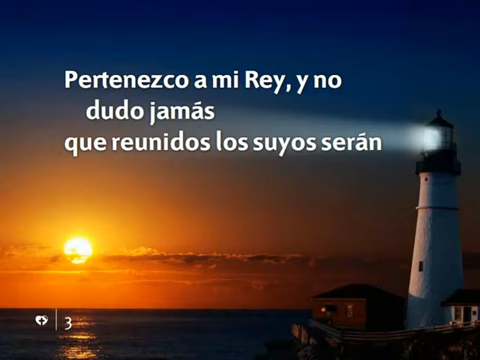 Pertenezco a mi Rey, y no
dudo jamás
que reunidos los suyos serán
3